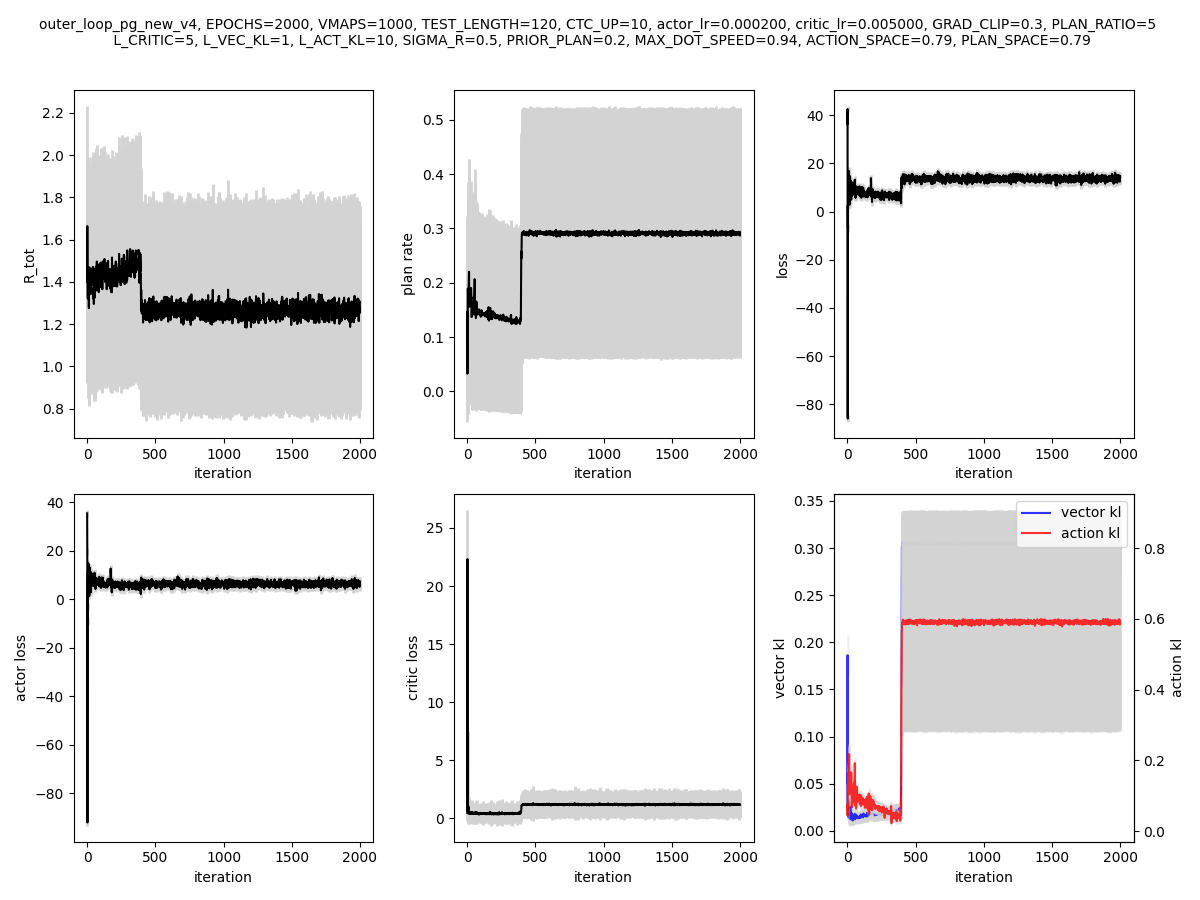 outer_loop_pg_new_v4, EPOCHS=2000, VMAPS=1000, TEST_LENGTH=120, CTC_UP=10, actor_lr=0.000200, critic_lr=0.005000, GRAD_CLIP=0.3, PLAN_RATIO=5
L_CRITIC=5, L_VEC_KL=1, L_ACT_KL=10, SIGMA_R=0.5, PRIOR_PLAN=0.2, MAX_DOT_SPEED=0.94, ACTION_SPACE=0.79, PLAN_SPACE=0.79
R_tot
2.2
2.0
1.8
1.6
1.4
1.2
1.0
0.8
0 500 1000 1500 2000
iteration
plan rate
0.5
0.4
0.3
0.2
0.1
0.0
0 500 1000 1500 2000
iteration
loss
40
20
0
−20
−40
−60
−80
0 500 1000 1500 2000
iteration
actor loss
40
20
0
−20
−40
−60
−80
0 500 1000 1500 2000
iteration
critic loss
25
20
15
10
5
0
0 500 1000 1500 2000
iteration
vector kl
0.35
0.30
0.25
0.20
0.15
0.10
0.05
0.00
vector kl
action kl
0.8
0.6
0.4
0.2
0.0
action kl
0 500 1000 1500 2000
iteration